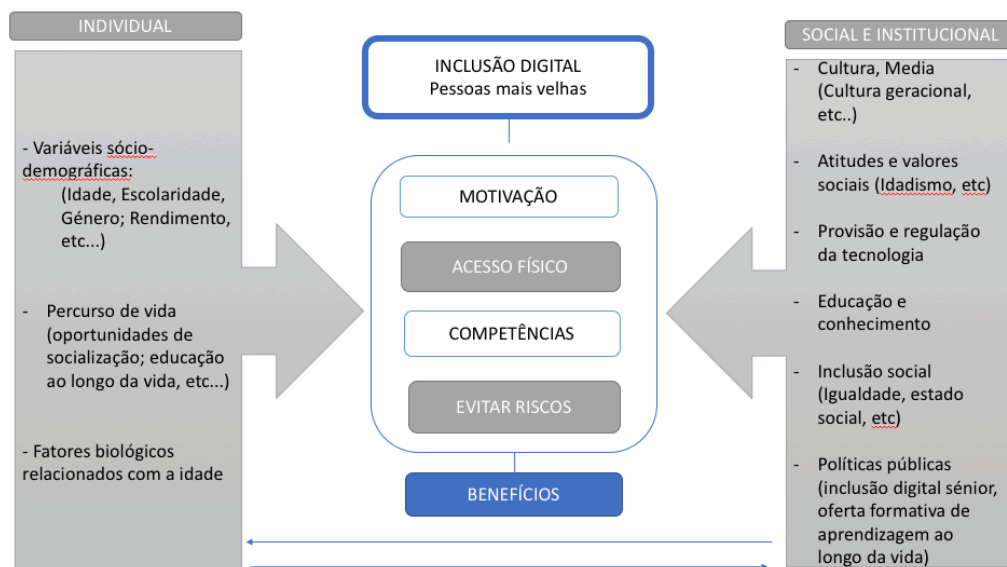 INDIVIDUAL
- Variáveis sócio-
demográficas:
(Idade, Escolaridade,
Género; Rendimento,
etc...)
- Percurso de vida
(oportunidades de
socialização; educação
ao longo da vida, etc...)
- Fatores biológicos
relacionados com a idade
INCLUSÃO DIGITAL
Pessoas mais velhas
MOTIVAÇÃO
ACESSO FÍSICO
COMPETÊNCIAS
EVITAR RISCOS
BENEFÍCIOS
SOCIAL E INSTITUCIONAL
- Cultura, Media
(Cultura geracional,
etc..)
- Atitudes e valores
sociais (Idadismo, etc)
- Provisão e regulação
da tecnologia
- Educação e
conhecimento
- Inclusão social
(Igualdade, estado
social, etc)
- Políticas públicas
(inclusão digital sénior,
oferta formativa de
aprendizagem ao
longo da vida)